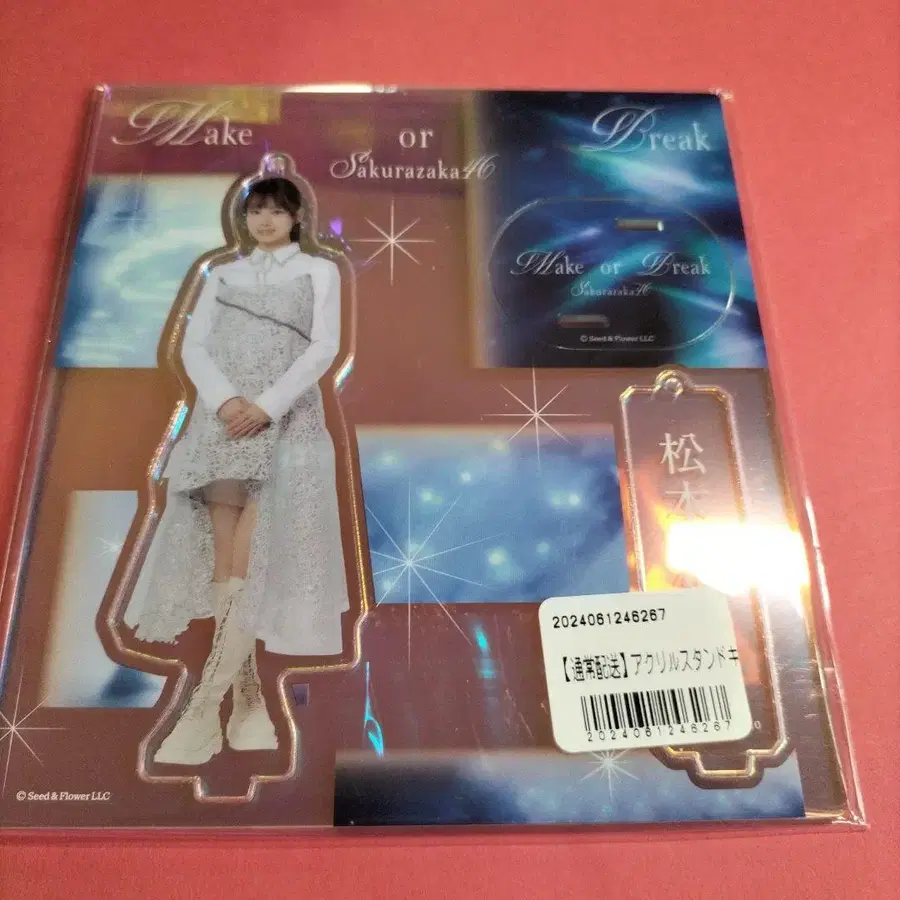 Make or Break
Sakurazaka46
Make or Break
Sakurazaka46
© Seed & Flower LLC
松
2024061246267
【通常配送】アクリルスタンドキ
2024061246267
© Seed & Flower LLC